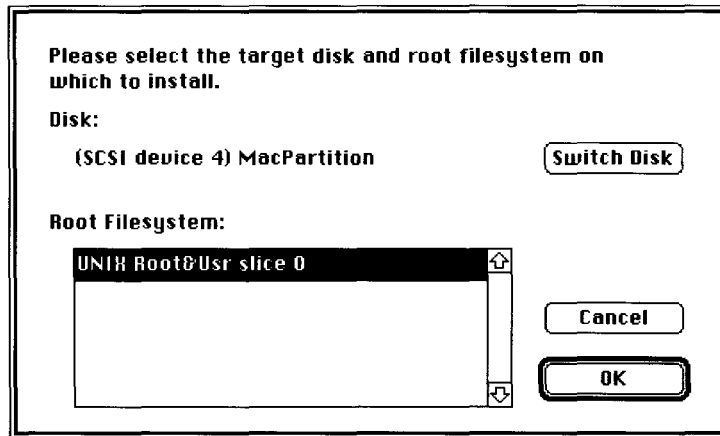 Please select the target disk and root filesystem on
which to install.
Disk:
(SCSI device 4) MacPartition
Switch Disk
Root Filesystem:
UNIX Root&Usr slice 0
Cancel
OK